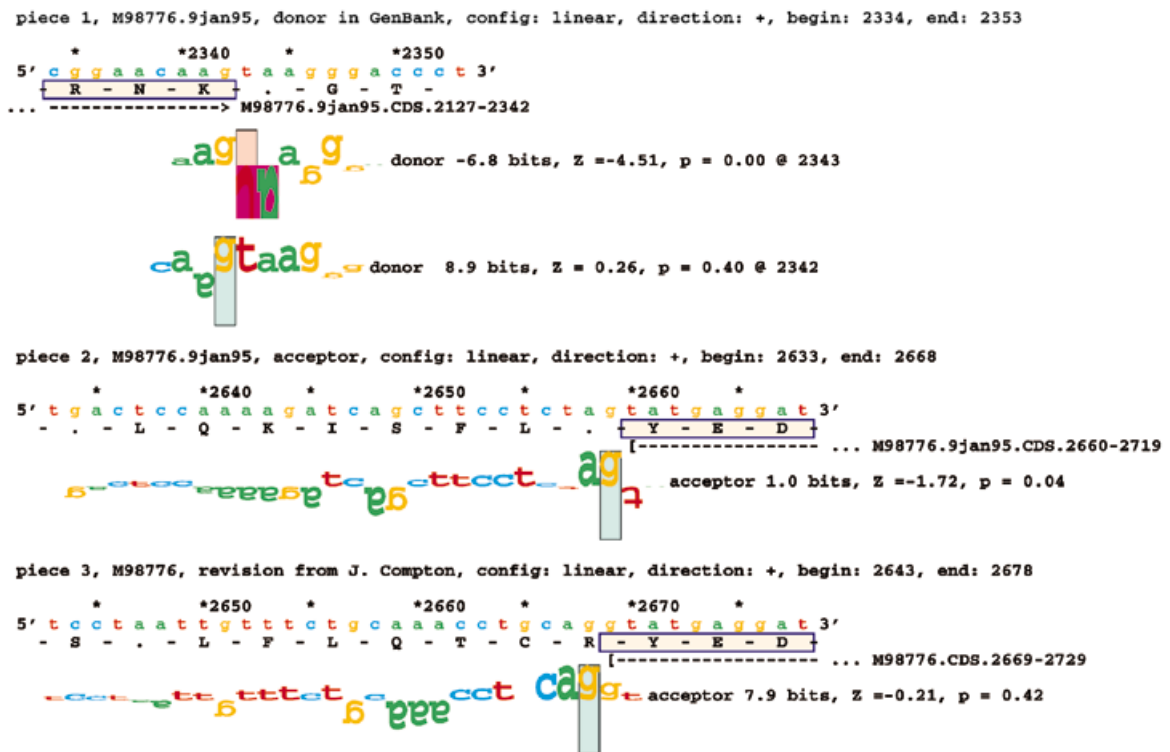 piece 1, M98776.9jan95, donor in GenBank, config: linear, direction: +, begin: 2334, end: 2353
* *2340 * *2350
5' c g g a a c a a g t a a g g g a c c c t 3'
- R - N - K - . - G - T -
... ----------------> M98776.9jan95.CDS.2127-2342
donor -6.8 bits, Z =-4.51, p = 0.00 @ 2343
donor 8.9 bits, Z = 0.26, p = 0.40 @ 2342
piece 2, M98776.9jan95, acceptor, config: linear, direction: +, begin: 2633, end: 2668
* *2640 * *2650 * *2660 *
5' t g a c t c c a a a a g a t c a g c t t c c t c t a g t a t g a g g a t 3'
- . - L - Q - K - I - S - F - L - . - Y - E - D -
[----------------- ... M98776.9jan95.CDS.2660-2719
acceptor 1.0 bits, Z =-1.72, p = 0.04
piece 3, M98776, revision from J. Compton, config: linear, direction: +, begin: 2643, end: 2678
* *2650 * *2660 * *2670 *
5' t c c t a a t t g t t t c t g c a a a c c t g c a g g t a t g a g g a t 3'
- S - . - L - F - L - Q - T - C - R - Y - E - D -
[------------------- ... M98776.CDS.2669-2729
acceptor 7.9 bits, Z =-0.21, p = 0.42